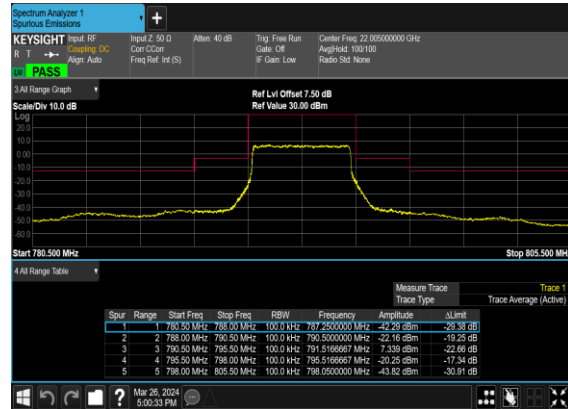 Spectrum Analyzer 1
Spurious Emissions
+
KEYSIGHT Input: RF Input Z: 50 Ω Atten: 40 dB Trig: Free Run Center Freq: 22.005000000 GHz
R T Coupling: DC Corr CCorr Gate: Off Avg|Hold: 100/100
Align: Auto Freq Ref: Int (S) IF Gain: Low Radio Std: None
PASS
3 All Range Graph
Ref Lvl Offset 7.50 dB
Scale/Div 10.0 dB Ref Value 30.00 dBm
Log
20.0
10.0
0.00
-10.0
-20.0
-30.0
-40.0
-50.0
-60.0
Start 780.500 MHz Stop 805.500 MH
4 All Range Table
Measure Trace Trace 1
Trace Type Trace Average (Active)
Spur Range Start Freq Stop Freq RBW Frequency Amplitude ΔLimit
1 1 780.50 MHz 788.00 MHz 100.0 kHz 787.2500000 MHz -42.29 dBm -29.38 dB
2 2 788.00 MHz 790.50 MHz 100.0 kHz 790.5000000 MHz -22.16 dBm -19.25 dB
3 3 790.50 MHz 795.50 MHz 100.0 kHz 791.5166667 MHz 7.339 dBm -22.66 dB
4 4 795.50 MHz 798.00 MHz 100.0 kHz 795.5166667 MHz -20.25 dBm -17.34 dB
5 5 798.00 MHz 805.50 MHz 100.0 kHz 798.0500000 MHz -43.82 dBm -30.91 dB
? Mar 26, 2024
5:00:33 PM